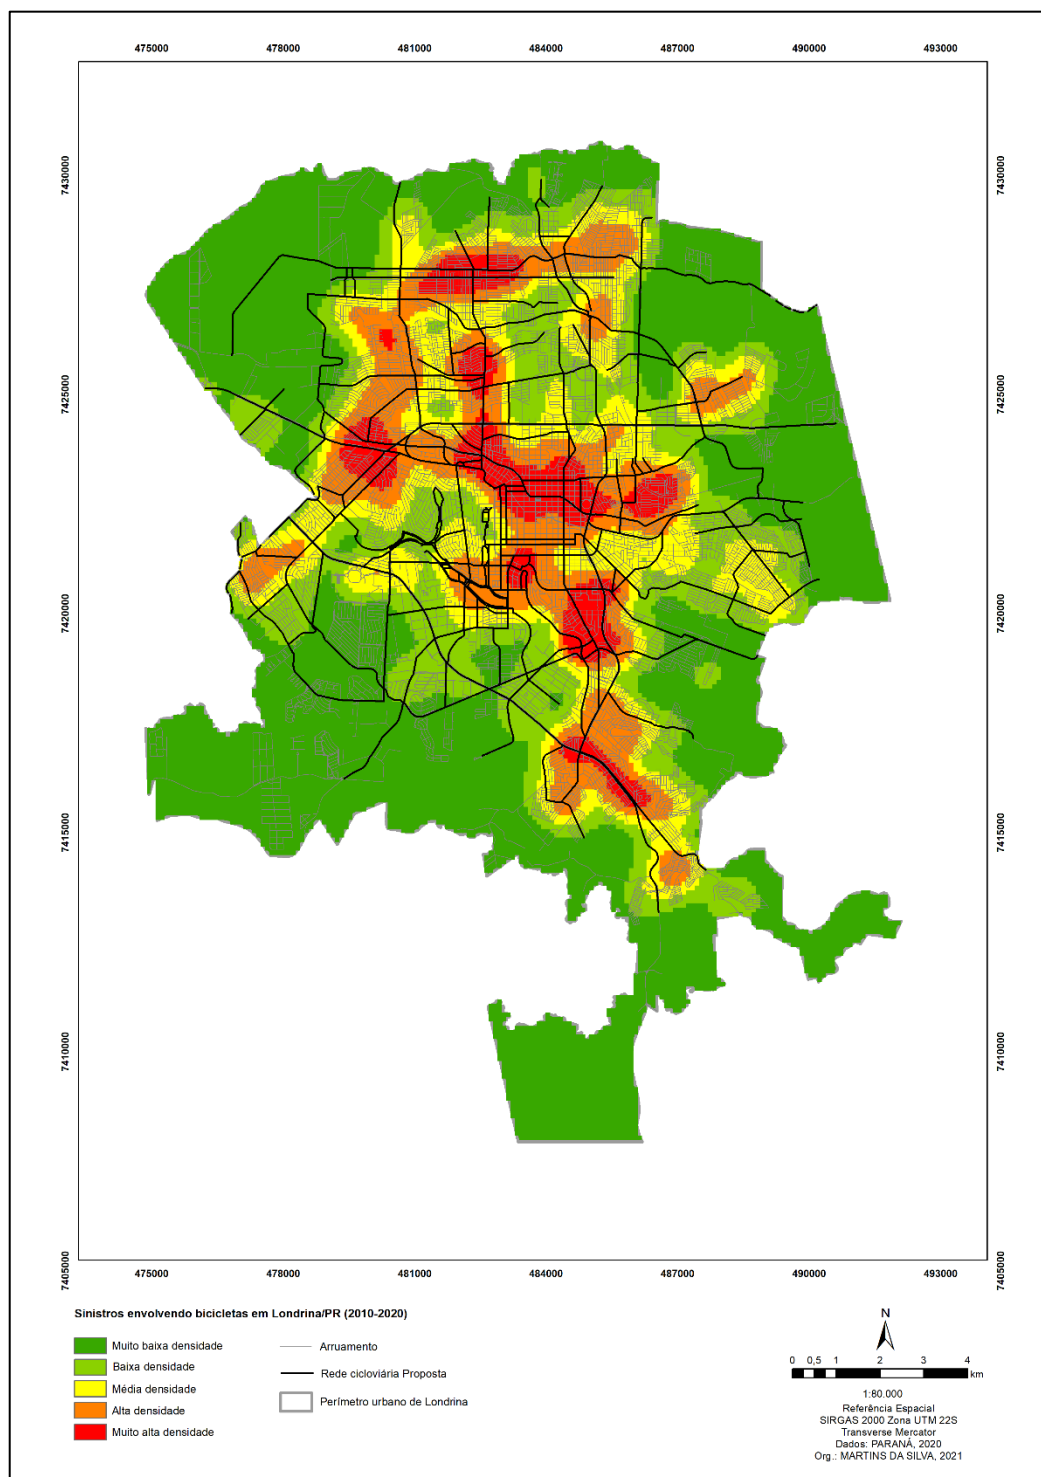 475000 478000 481000 484000 487000 490000 493000
7430000 7430000
7425000 7425000
7420000 7420000
7415000 7415000
7410000 7410000
7405000 7405000
475000 478000 481000 484000 487000 490000 493000
Sinistros envolvendo bicicletas em Londrina/PR (2010-2020)
Muito baixa densidade
Baixa densidade
Média densidade
Alta densidade
Muito alta densidade
Arruamento
Rede cicloviária Proposta
Perímetro urbano de Londrina
N
0 0,5 1 2 3 4
km
1:80.000
Referência Espacial
SIRGAS 2000 Zona UTM 22S
Transverse Mercator
Dados: PARANÁ, 2020
Org.: MARTINS DA SILVA, 2021